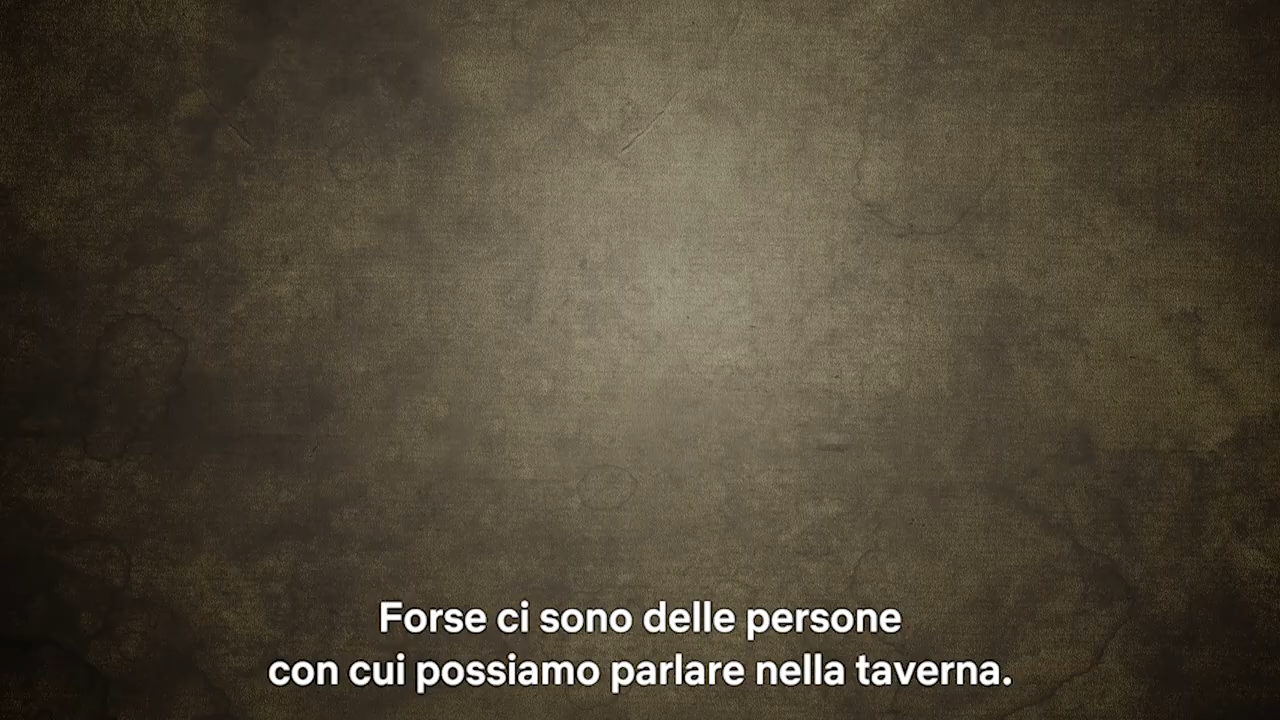 Forse ci sono delle persone
con cui possiamo parlare nella taverna.